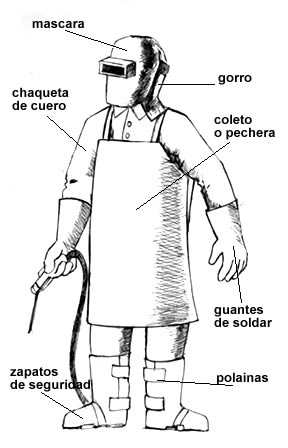 mascara
gorro
chaqueta
de cuero
coleto
o pechera
guantes
de soldar
zapatos
de seguridad
polainas